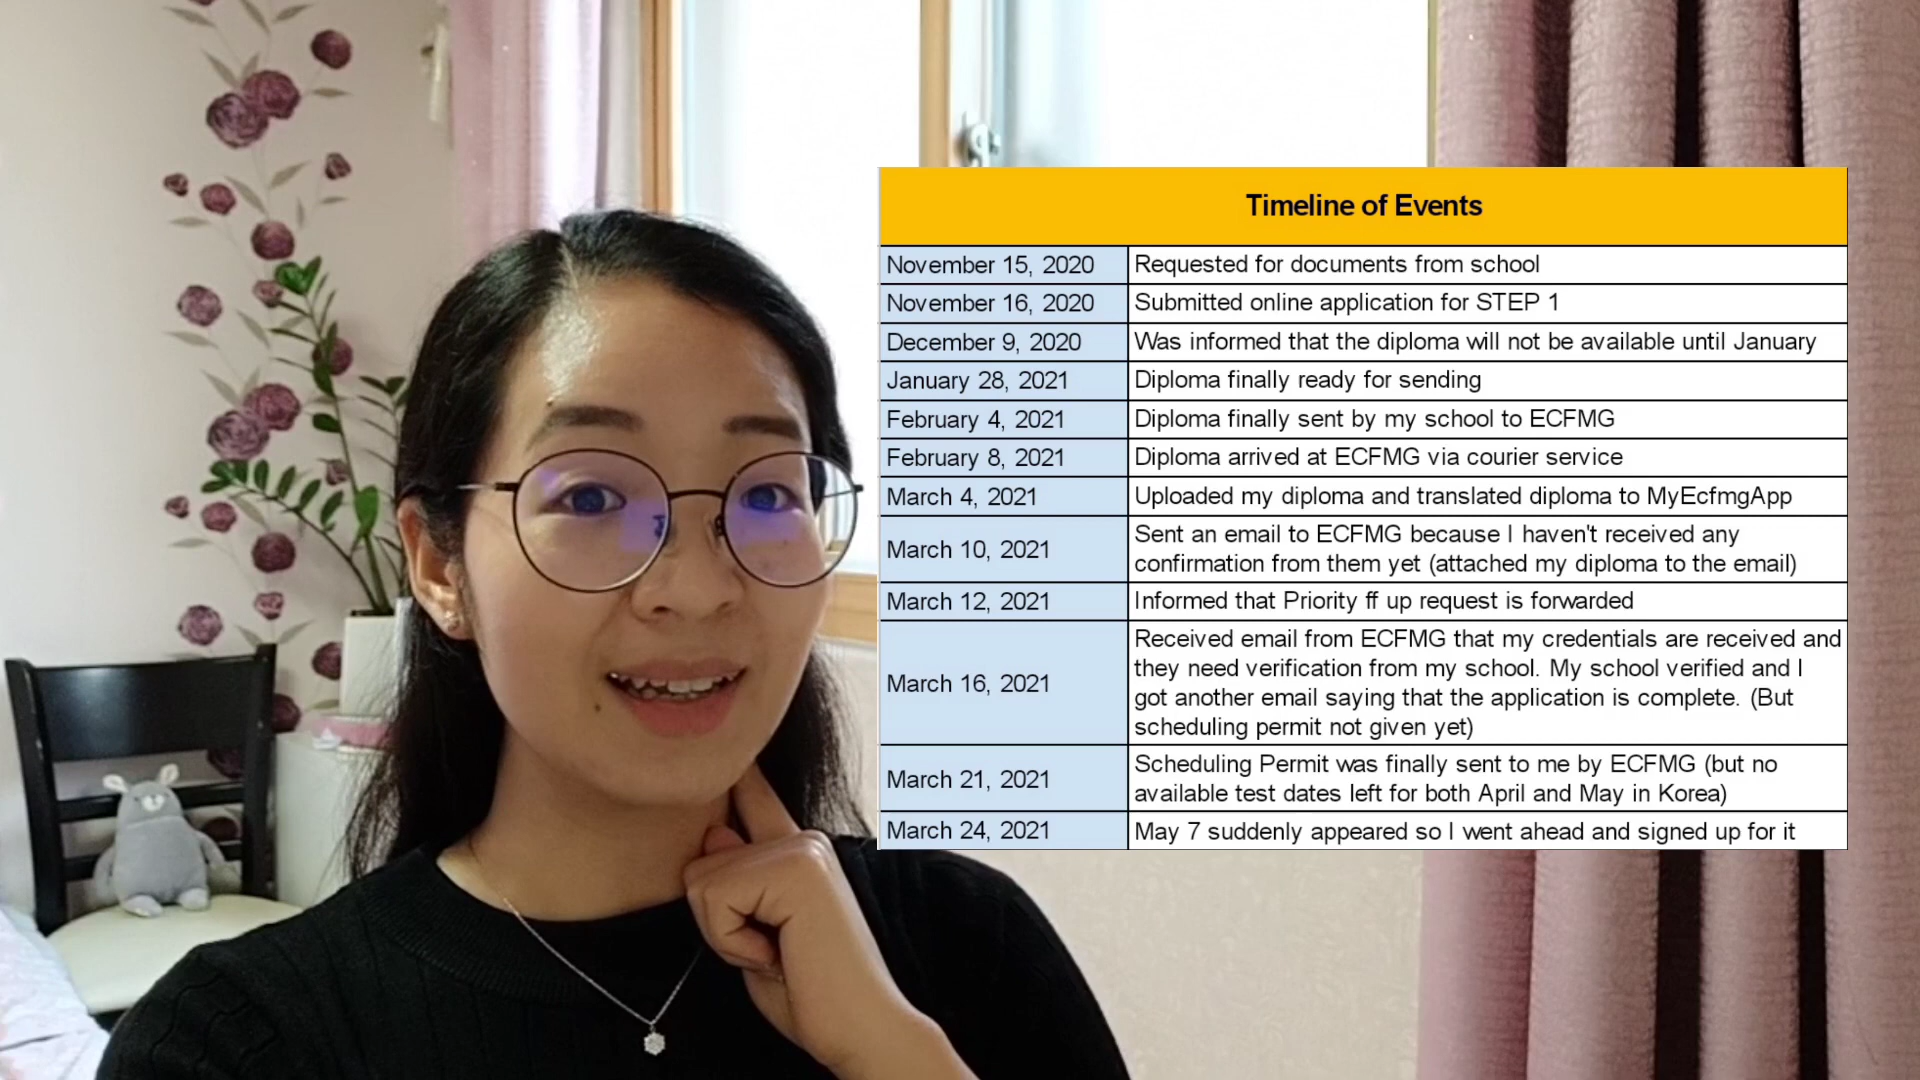 Timeline of Events
November 15, 2020 Requested for documents from school
November 16, 2020 Submitted online application for STEP 1
December 9, 2020 Was informed that the diploma will not be available until January
January 28, 2021 Diploma finally ready for sending
February 4, 2021 Diploma finally sent by my school to ECFMG
February 8, 2021 Diploma arrived at ECFMG via courier service
March 4, 2021 Uploaded my diploma and translated diploma to MyEcfmgApp
March 10, 2021 Sent an email to ECFMG because I haven't received any
confirmation from them yet (attached my diploma to the email)
March 12, 2021 Informed that Priority ff up request is forwarded
March 16, 2021 Received email from ECFMG that my credentials are received and
they need verification from my school. My school verified and I
got another email saying that the application is complete. (But
scheduling permit not given yet)
March 21, 2021 Scheduling Permit was finally sent to me by ECFMG (but no
available test dates left for both April and May in Korea)
March 24, 2021 May 7 suddenly appeared so I went ahead and signed up for it